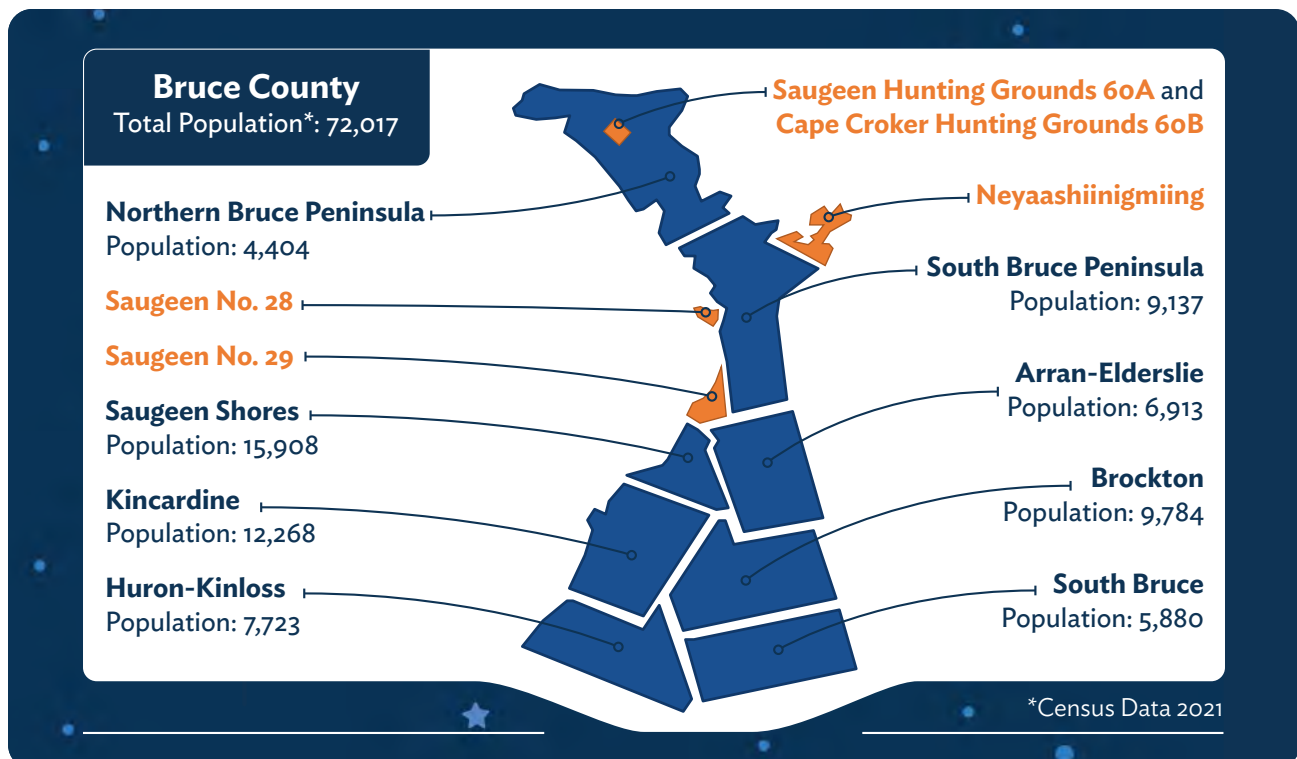 Bruce County
Total Population*: 72,017
Northern Bruce Peninsula
Population: 4,404
Saugeen No. 28
Saugeen No. 29
Saugeen Shores
Population: 15,908
Kincardine
Population: 12,268
Huron-Kinloss
Population: 7,723
Saugeen Hunting Grounds 60A and
Cape Croker Hunting Grounds 60B
Neyaashiinigmiing
South Bruce Peninsula
Population: 9,137
Arran-Elderslie
Population: 6,913
Brockton
Population: 9,784
South Bruce
Population: 5,880
*Census Data 2021